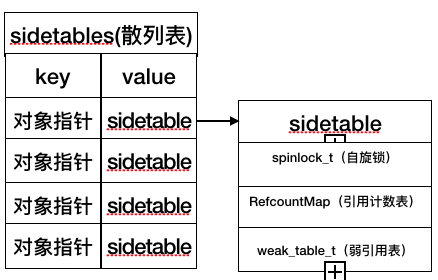 sidetables(散列表)
key value
对象指针 sidetable
对象指针 sidetable
对象指针 sidetable
对象指针 sidetable
sidetable
spinlock_t（自旋锁）
RefcountMap（引用计数表）
weak_table_t（弱引用表）